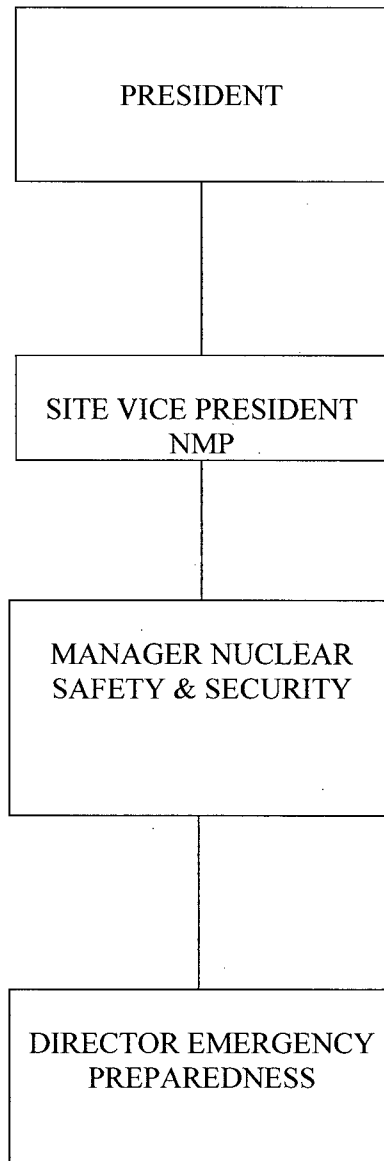 PRESIDENT
SITE VICE PRESIDENT
NMP
MANAGER NUCLEAR
SAFETY & SECURITY
DIRECTOR EMERGENCY
PREPAREDNESS